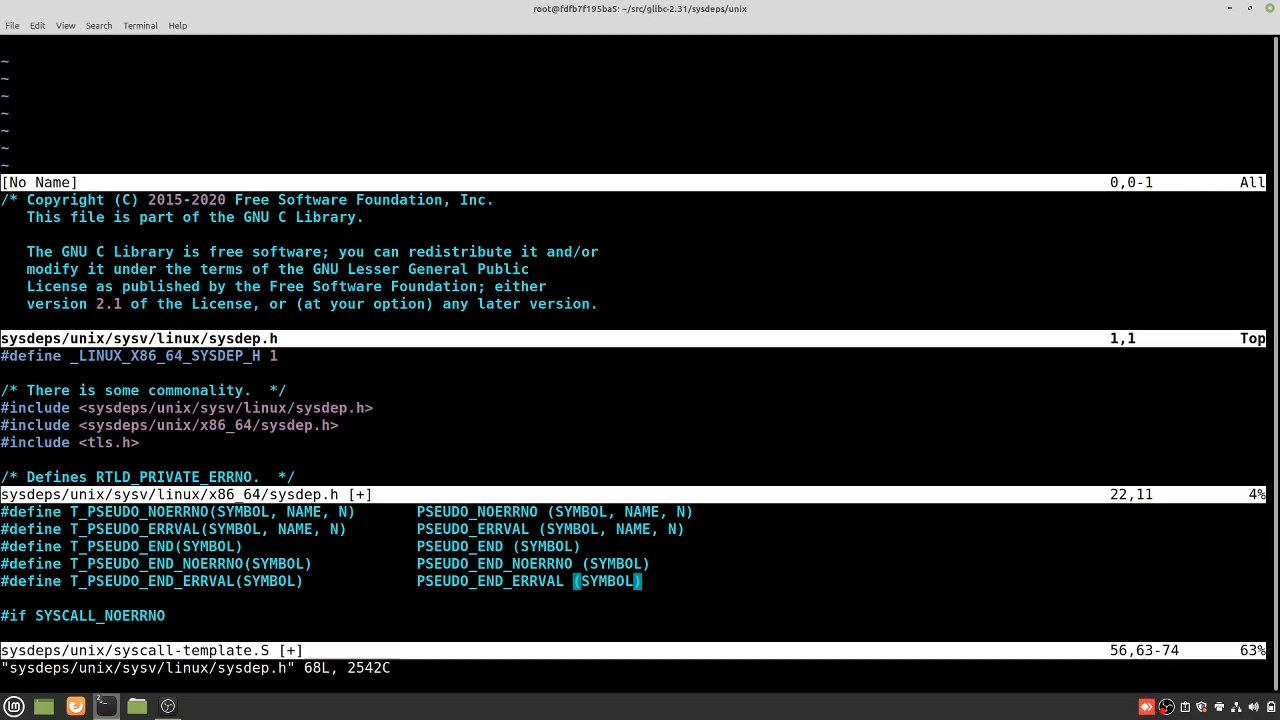 root@fdfb7f195ba5: ~/src/glibc-2.31/sysdeps/unix
File Edit View Search Terminal Help
~
~
~
~
~
~
~
[No Name] 0,0-1 All
/* Copyright (C) 2015-2020 Free Software Foundation, Inc.
This file is part of the GNU C Library.
The GNU C Library is free software; you can redistribute it and/or
modify it under the terms of the GNU Lesser General Public
License as published by the Free Software Foundation; either
version 2.1 of the License, or (at your option) any later version.
sysdeps/unix/sysv/linux/sysdep.h 1,1 Top
#define _LINUX_X86_64_SYSDEP_H 1
/* There is some commonality.  */
#include <sysdeps/unix/sysv/linux/sysdep.h>
#include <sysdeps/unix/x86_64/sysdep.h>
#include <tls.h>
/* Defines RTLD_PRIVATE_ERRNO.  */
sysdeps/unix/sysv/linux/x86_64/sysdep.h [+] 22,11 4%
#define T_PSEUDO_NOERRNO(SYMBOL, NAME, N) PSEUDO_NOERRNO (SYMBOL, NAME, N)
#define T_PSEUDO_ERRVAL(SYMBOL, NAME, N) PSEUDO_ERRVAL (SYMBOL, NAME, N)
#define T_PSEUDO_END(SYMBOL) PSEUDO_END (SYMBOL)
#define T_PSEUDO_END_NOERRNO(SYMBOL) PSEUDO_END_NOERRNO (SYMBOL)
#define T_PSEUDO_END_ERRVAL(SYMBOL) PSEUDO_END_ERRVAL (SYMBOL)
#if SYSCALL_NOERRNO
sysdeps/unix/syscall-template.S [+] 56,63-74 63%
"sysdeps/unix/sysv/linux/sysdep.h" 68L, 2542C